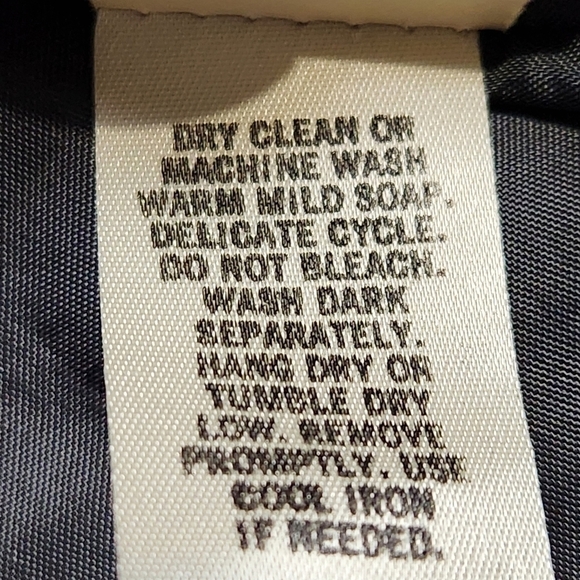 DRY CLEAN OR
MACHINE WASH
WARM MILD SOAP.
DELICATE CYCLE.
DO NOT BLEACH.
WASH DARK
SEPARATELY.
HANG DRY OR
TUMBLE DRY
LOW. REMOVE
PROMPTLY. USE
COOL IRON
IF NEEDED.